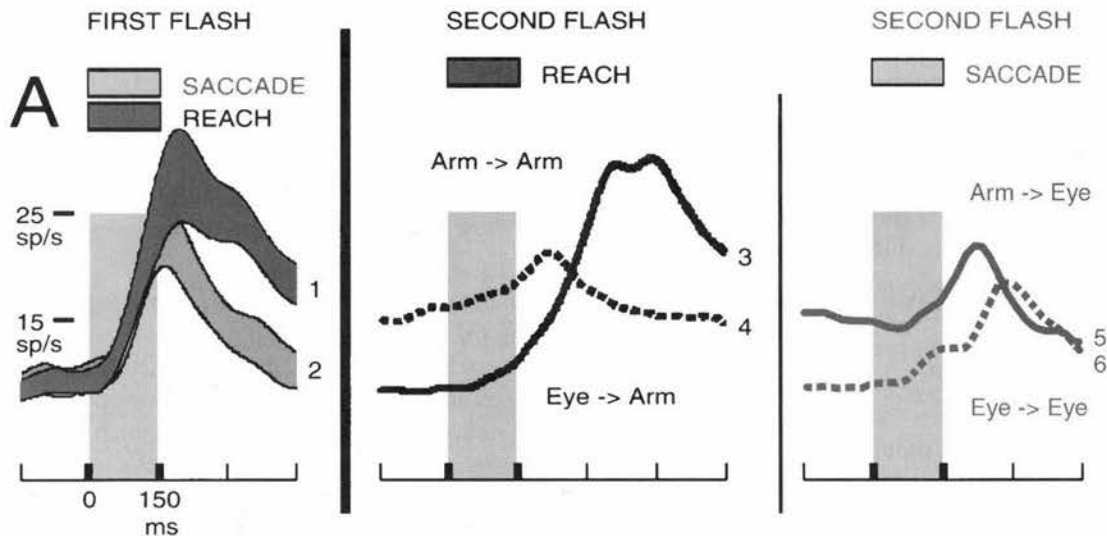 FIRST FLASH
SACCADE
REACH
A
25
sp/s
15
sp/s
1
2
0
150
ms
SECOND FLASH
REACH
Arm -> Arm
3
4
Eye -> Arm
SECOND FLASH
SACCADE
Arm -> Eye
5
6
Eye -> Eye